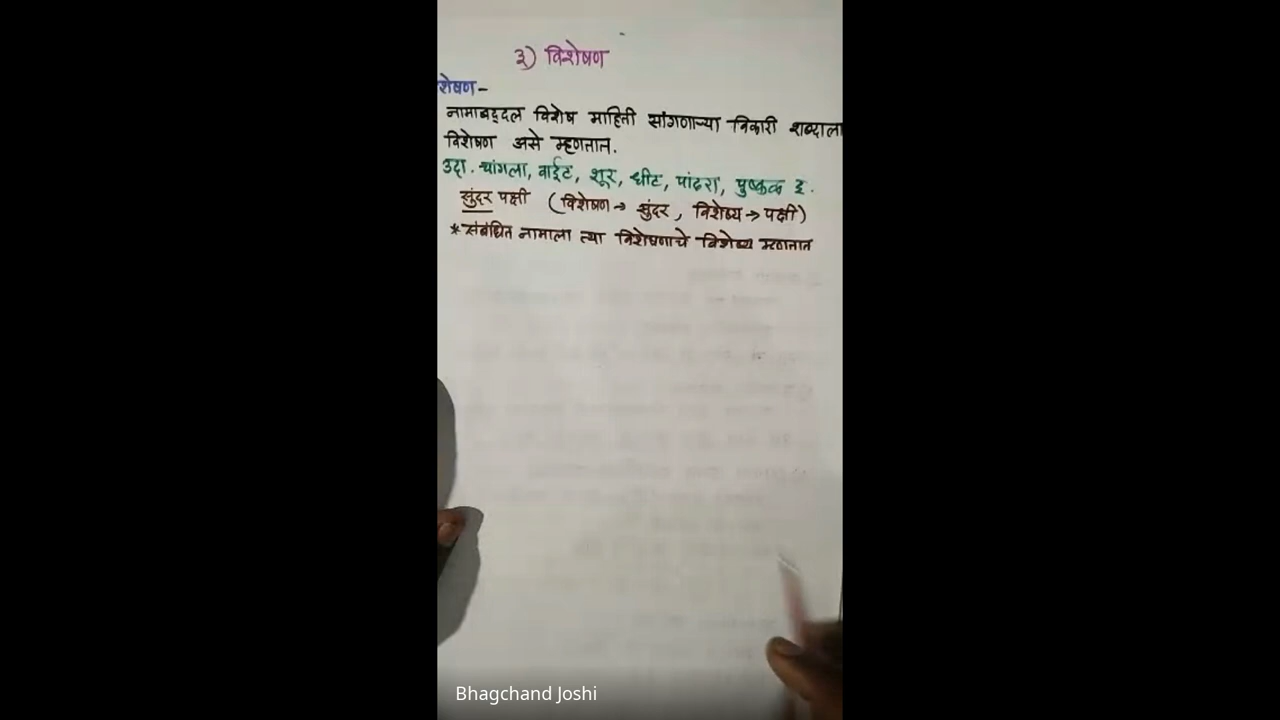 ३) विशेषण
शेषण-
नामाबद्दल विशेष माहिती सांगणाऱ्या विकारी शब्दाला
विशेषण असे म्हणतात.
उदा. चांगला, वाईट, शूर, धीट, पांढरा, पुष्कळ इ.
सुंदर पक्षी (विशेषण→ सुंदर, विशेष्य→ पक्षी)
*संबंधित नामाला त्या विशेषणाचे विशेष्य म्हणतात
Bhagchand Joshi